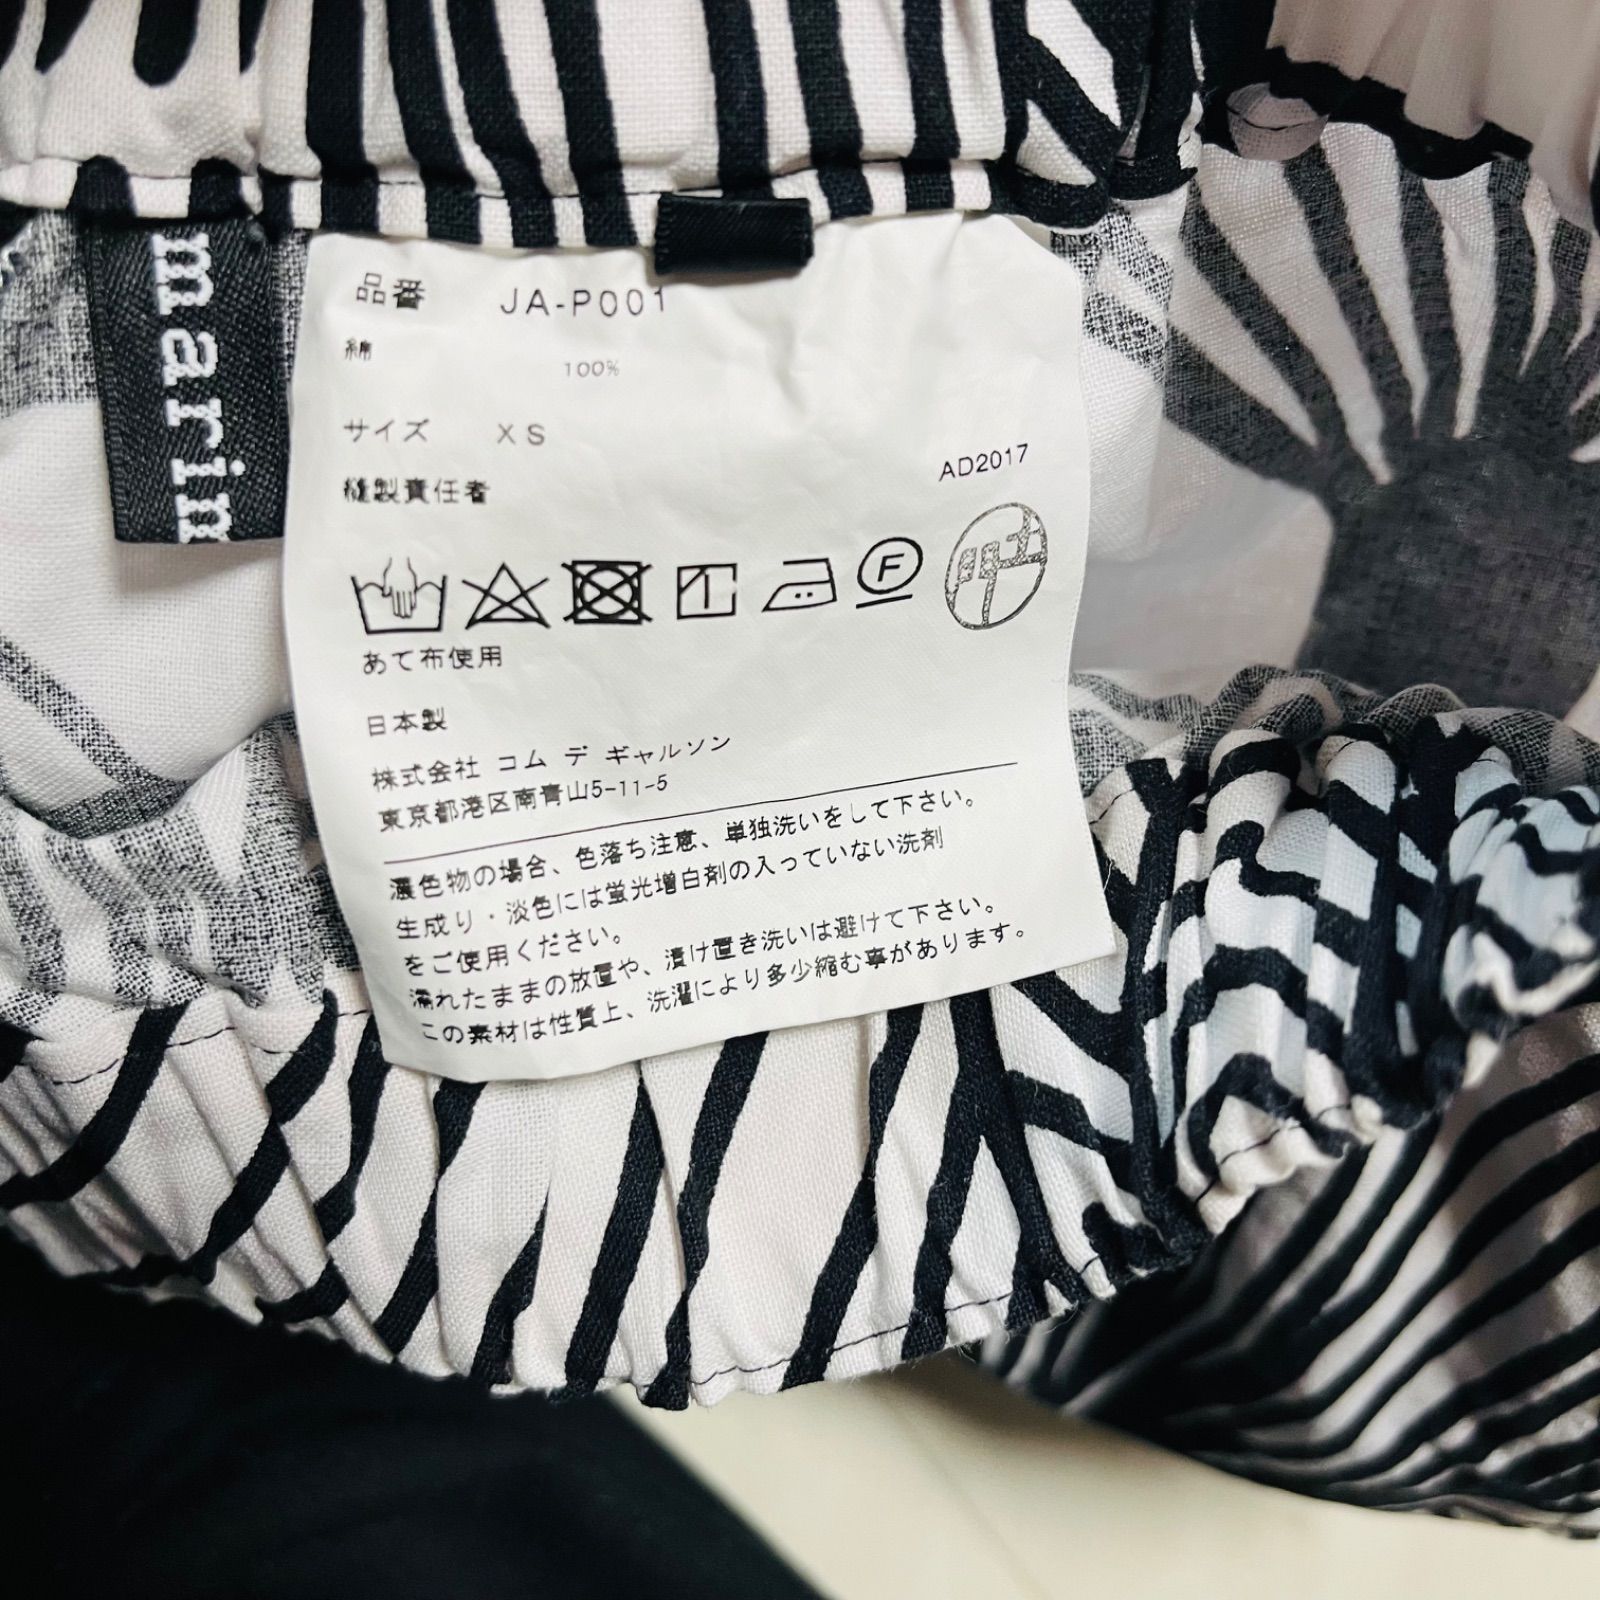 marim
品番 JA-P001
綿 100%
サイズ XS
縫製責任者
AD2017
F
あて布使用
日本製
株式会社 コム デ ギャルソン
東京都港区南青山5-11-5
濃色物の場合、色落ち注意、単独洗いをして下さい。
生成り・淡色には蛍光増白剤の入っていない洗剤
をご使用ください。
濡れたままの放置や、漬け置き洗いは避けて下さい。
この素材は性質上、洗濯により多少縮む事があります。